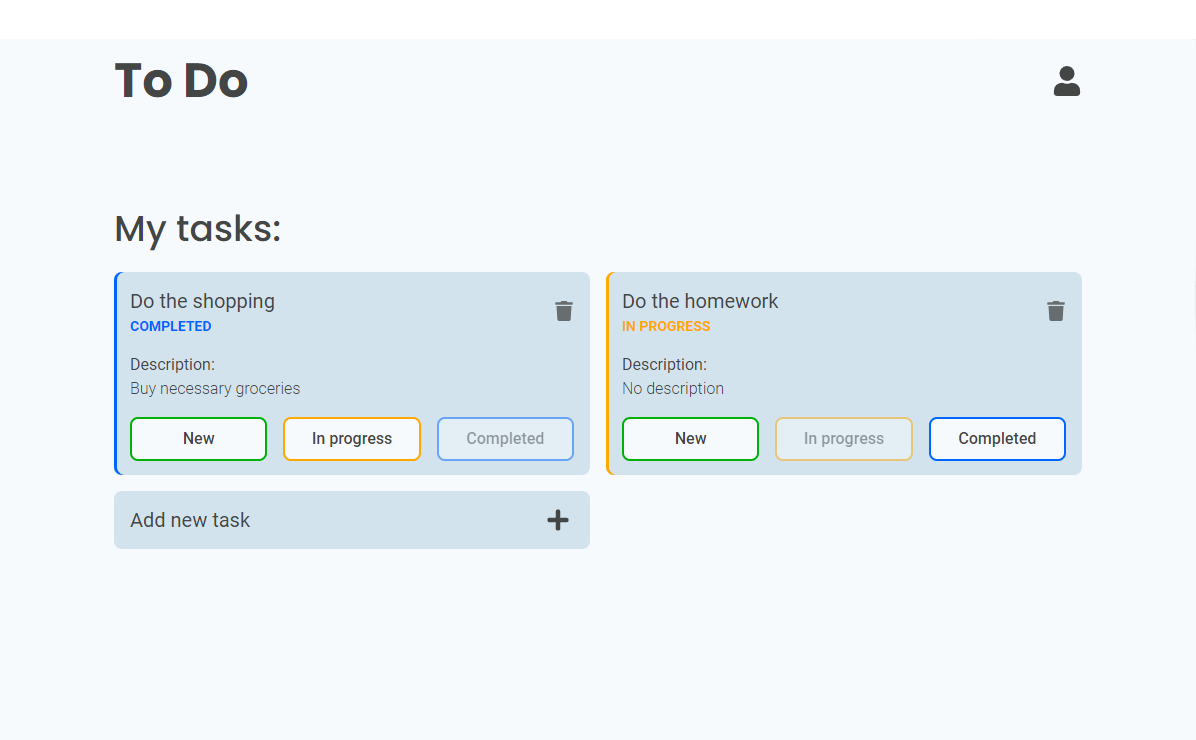 To Do
My tasks:
Do the shopping
COMPLETED
Description:
Buy necessary groceries
New In progress Completed
Do the homework
IN PROGRESS
Description:
No description
New In progress Completed
Add new task